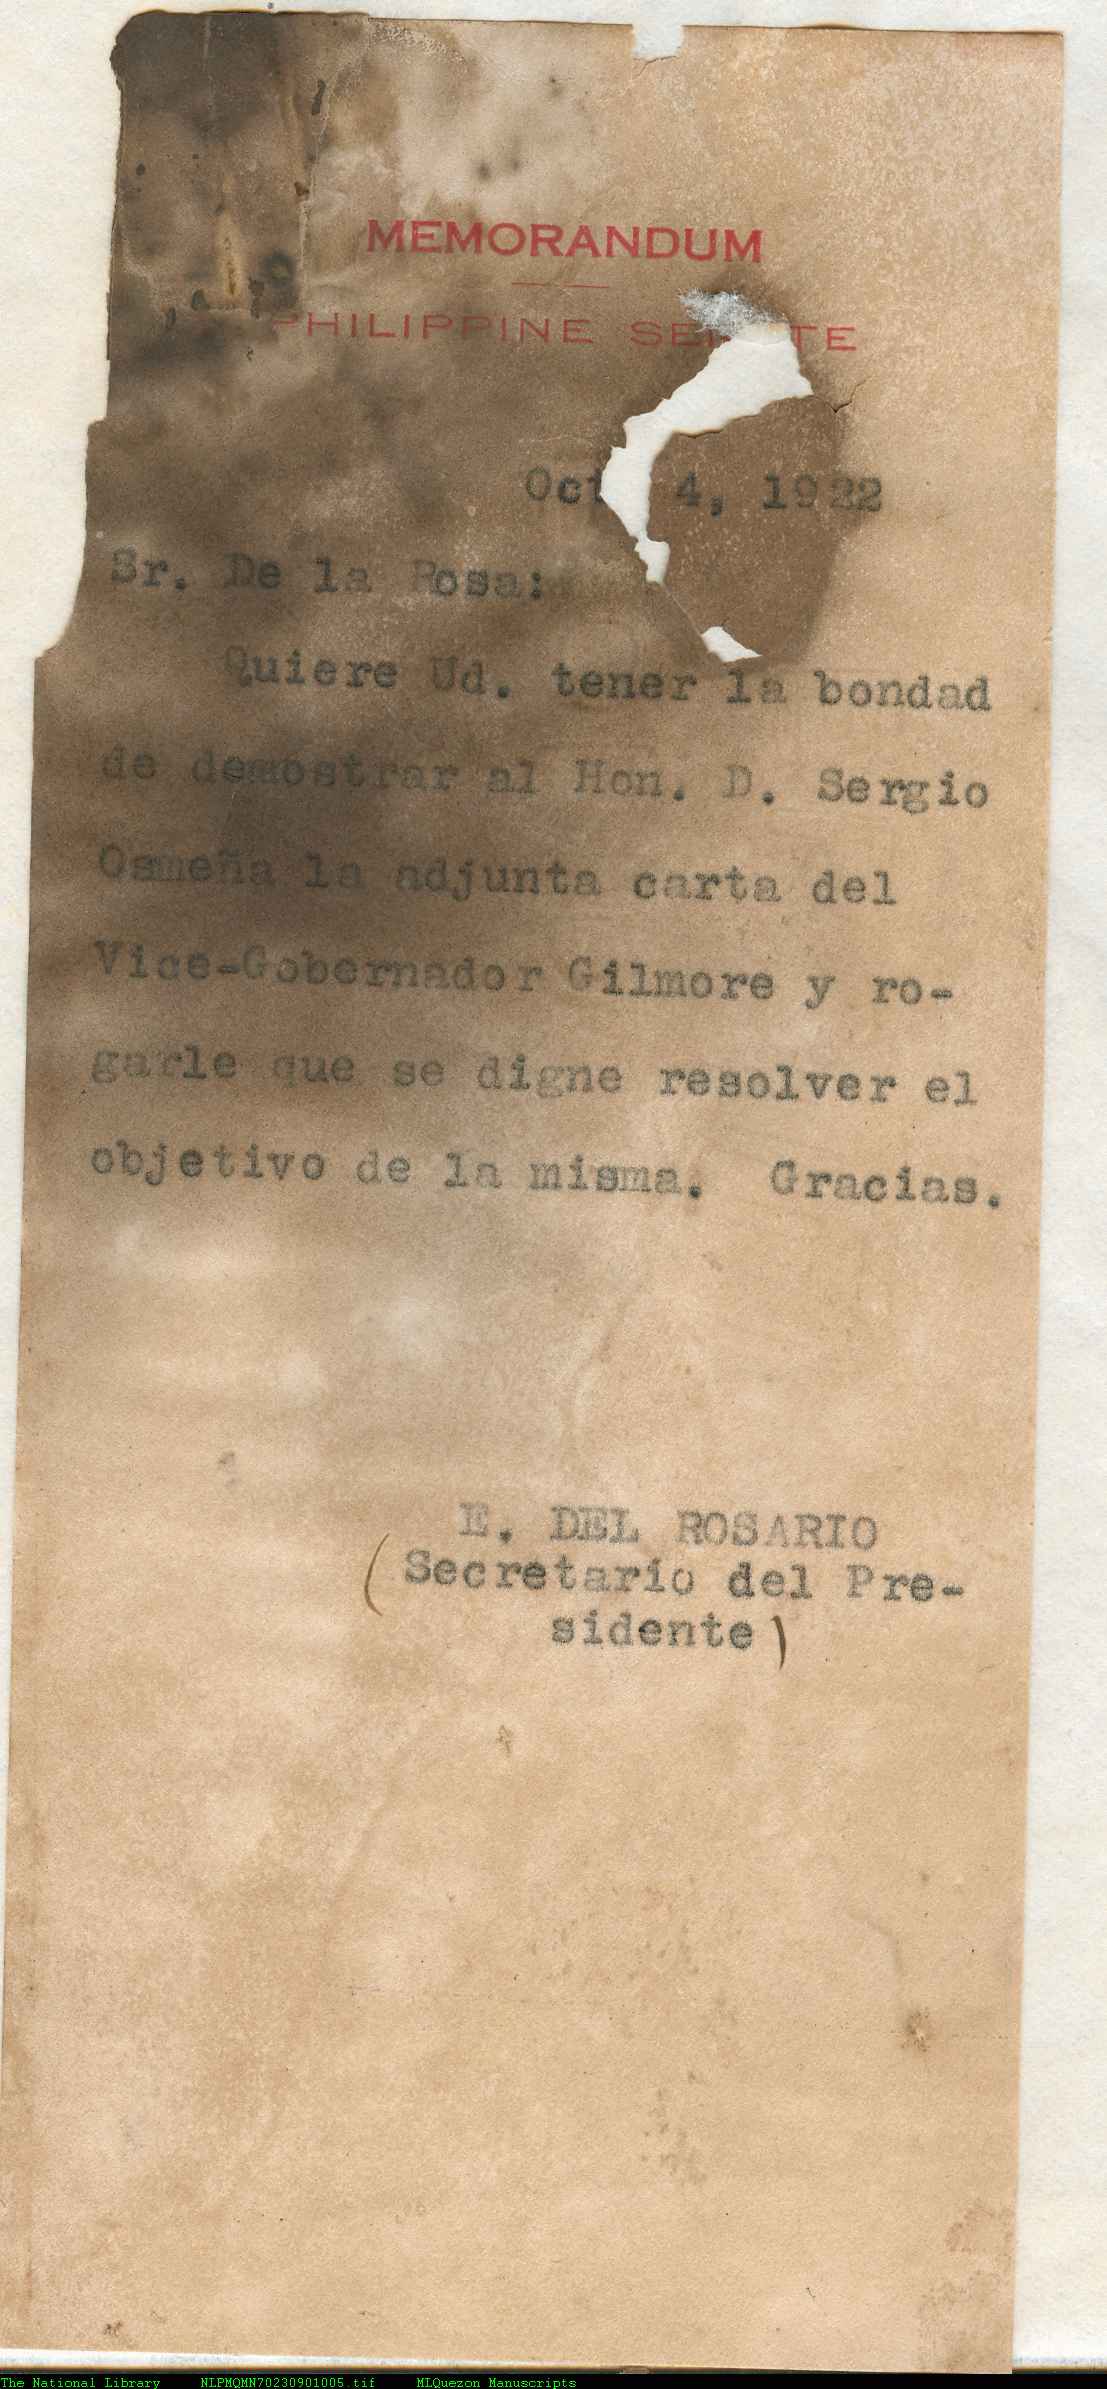 MEMORANDUM
PHILIPPINE SENATE
Oct. 4, 1922
Sr. De la Rosa:
Quiere Ud. tener la bondad
de demostrar al Hon. D. Sergio
Osmeña la adjunta carta del
Vice-Gobernador Gilmore y ro-
garle que se digne resolver el
objetivo de la misma. Gracias.
E. DEL ROSARIO
(Secretario del Pre-
sidente)
The National Library NLPMQMN70230901005.tif MLQuezon Manuscripts